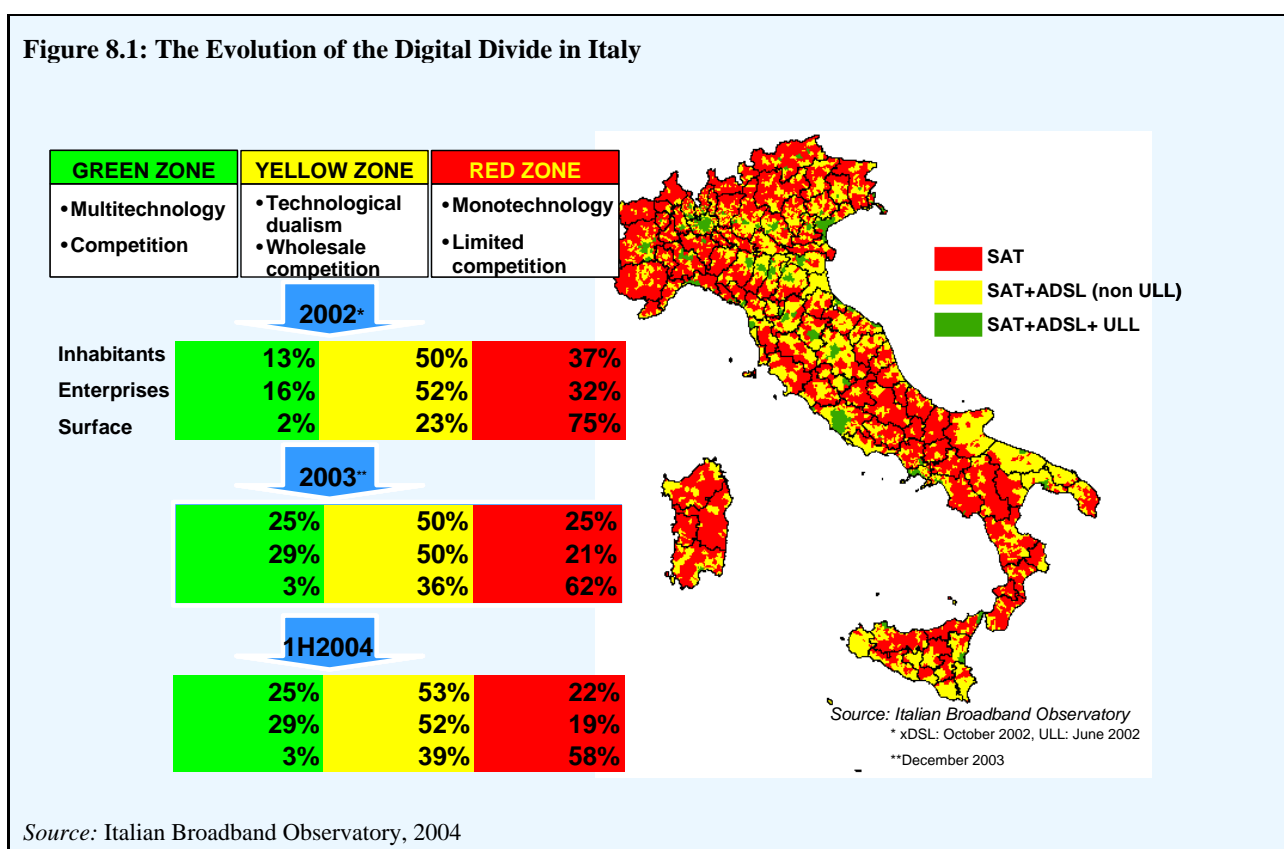 Figure 8.1: The Evolution of the Digital Divide in Italy
GREEN ZONE YELLOW ZONE RED ZONE
•Multitechnology
•Competition
•Technological
dualism
•Wholesale
competition
•Monotechnology
•Limited
competition
SAT
SAT+ADSL (non ULL)
SAT+ADSL+ ULL
2002*
Inhabitants 13% 50% 37%
Enterprises 16% 52% 32%
Surface 2% 23% 75%
2003**
25% 50% 25%
29% 50% 21%
3% 36% 62%
1H2004
25% 53% 22%
29% 52% 19%
3% 39% 58%
Source: Italian Broadband Observatory
* xDSL: October 2002, ULL: June 2002
**December 2003
Source: Italian Broadband Observatory, 2004